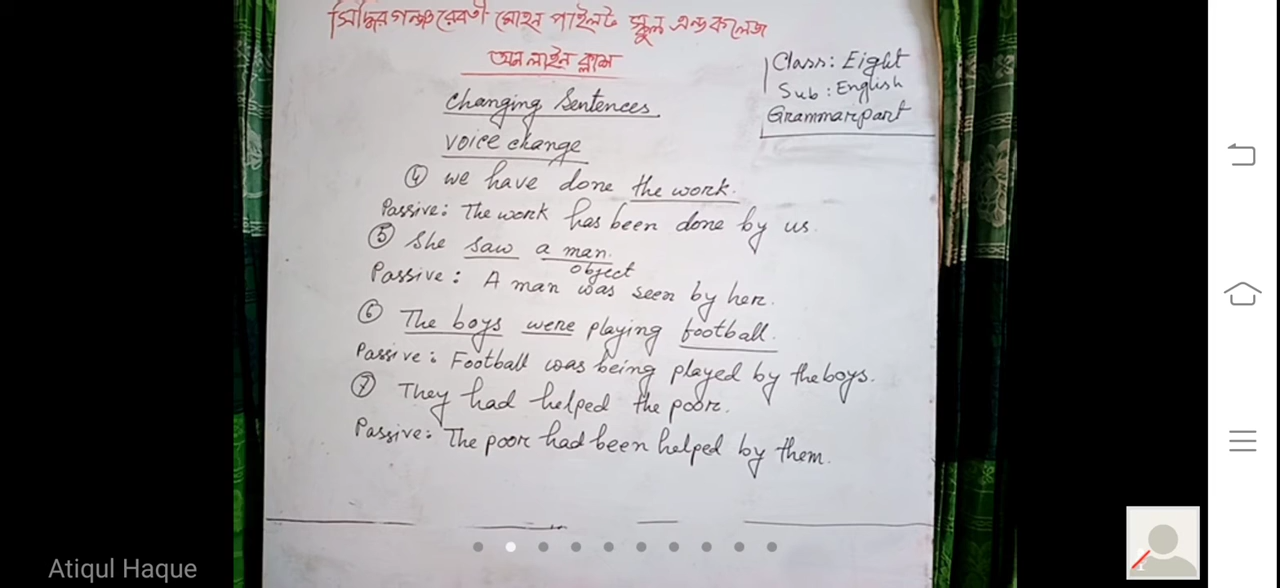 সিদ্ধিরগঞ্জ রেবতী মোহন পাইলট স্কুল এন্ড কলেজ
অনলাইন ক্লাশ
Class: Eight
Sub: English
Grammar part
Changing Sentences
Voice change
④ We have done the work.
Passive: The work has been done by us.
⑤ She saw a man.
object
Passive: A man was seen by her.
⑥ The boys were playing football.
Passive: Football was being played by the boys.
⑦ They had helped the poor.
Passive: The poor had been helped by them.
Atiqul Haque